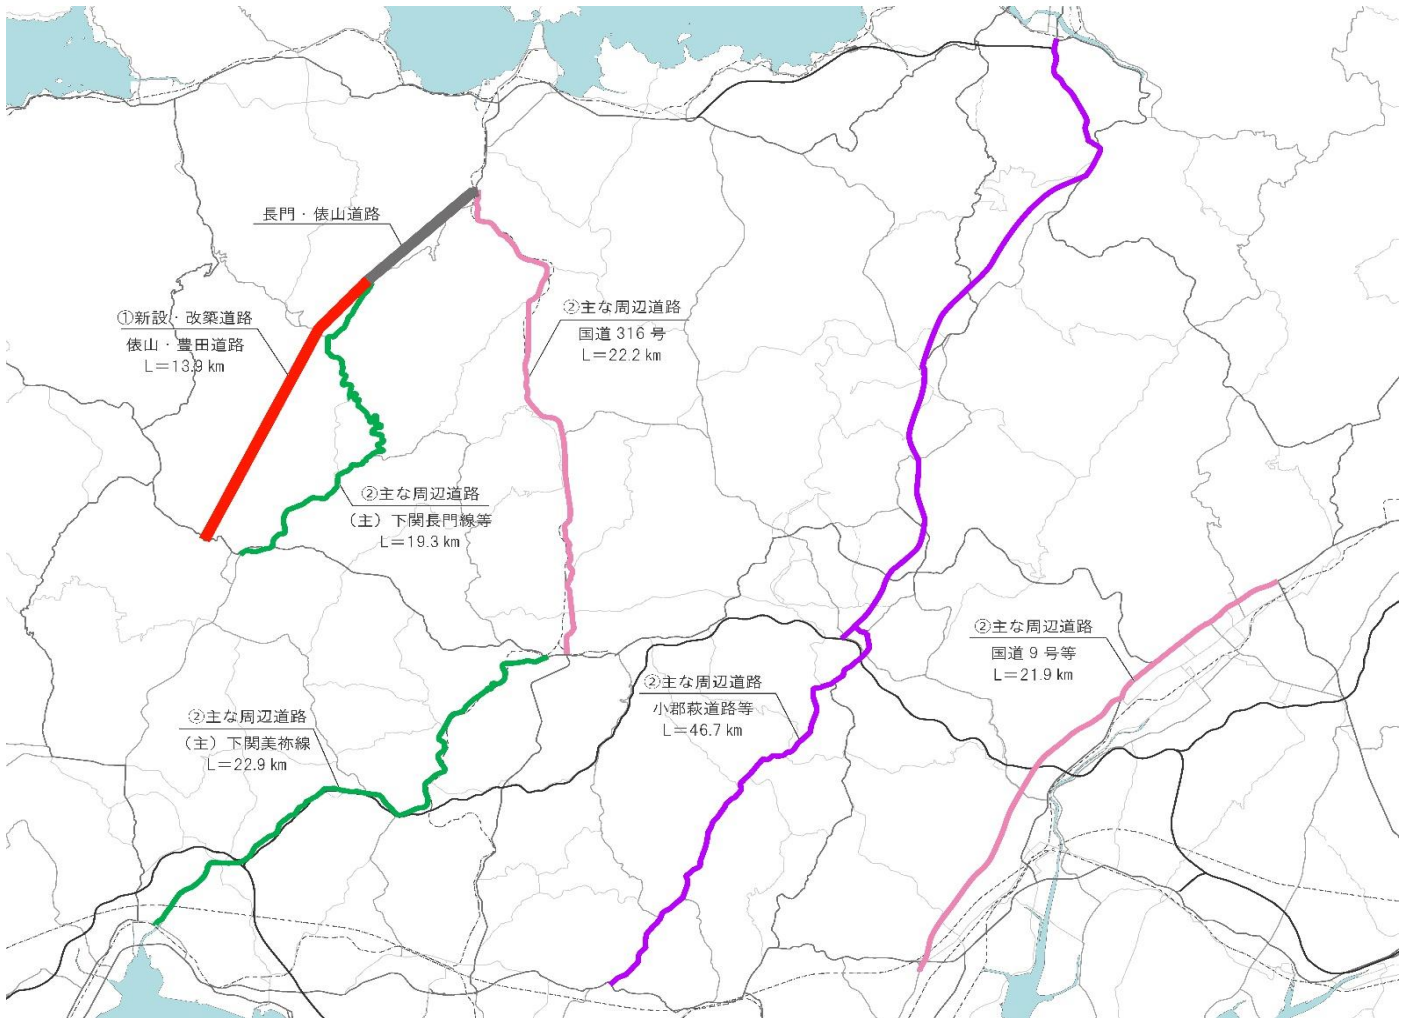 長門・俵山道路
①新設・改築道路
俵山・豊田道路
L＝13.9 km
②主な周辺道路
国道 316 号
L＝22.2 km
②主な周辺道路
（主）下関長門線等
L＝19.3 km
②主な周辺道路
国道 9 号等
L＝21.9 km
②主な周辺道路
小郡萩道路等
L＝46.7 km
②主な周辺道路
（主）下関美祢線
L＝22.9 km